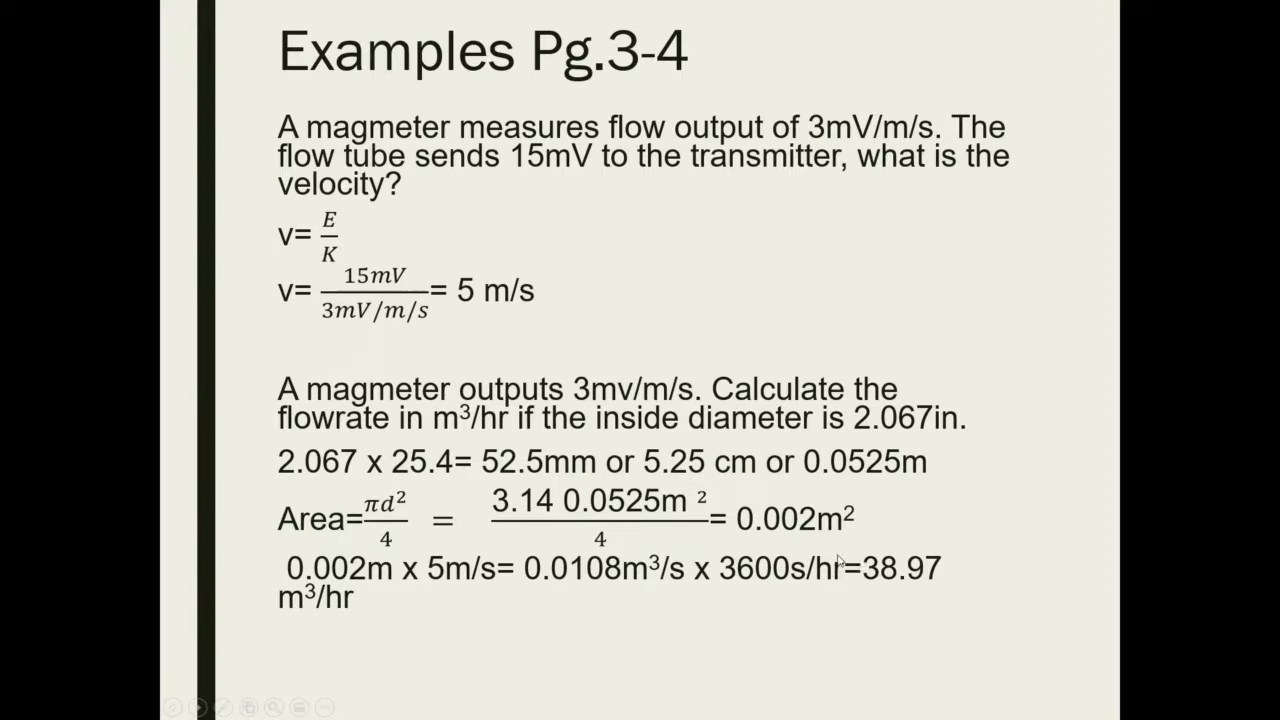 Examples Pg.3-4
A magmeter measures flow output of 3mV/m/s. The
flow tube sends 15mV to the transmitter, what is the
velocity?
v= E/K
v= 15mV/3mV/m/s = 5 m/s
A magmeter outputs 3mv/m/s. Calculate the
flowrate in m³/hr if the inside diameter is 2.067in.
2.067 x 25.4= 52.5mm or 5.25 cm or 0.0525m
Area= πd²/4 = 3.14 0.0525m ²/4 = 0.002m²
0.002m x 5m/s= 0.0108m³/s x 3600s/hr=38.97
m³/hr